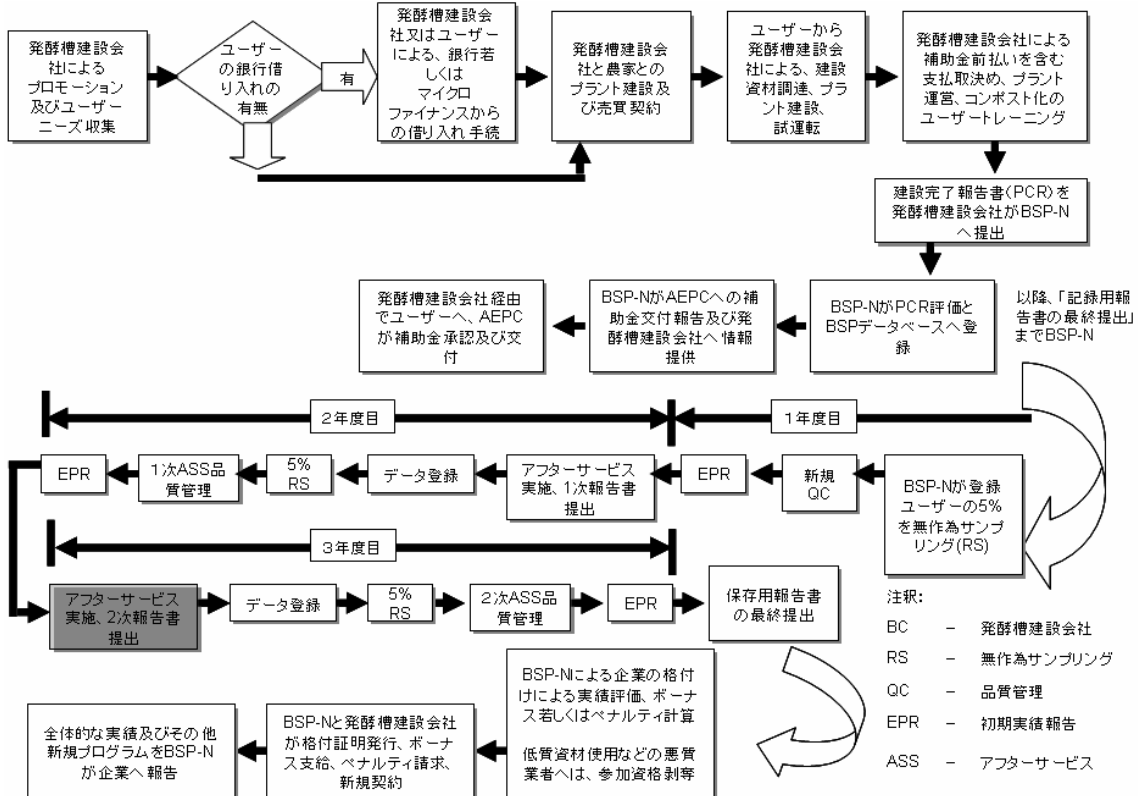 発酵槽建設会
社による
プロモーション
及びユーザー
ニーズ収集
ユーザー
の銀行借
り入れの
有無
有
発酵槽建設会
社又はユーザー
による、銀行若
しくは
マイクロ
ファイナンスから
の借り入れ手続
発酵槽建設会
社と農家との
プラント建設及
び売買契約
ユーザーから
発酵槽建設会
社による、建設
資材調達、プラ
ント建設、
試運転
発酵槽建設会社による
補助金前払いを含む
支払取決め、プラント
運営、コンポスト化の
ユーザートレーニング
建設完了報告書(PCR)を
発酵槽建設会社がBSP-N
へ提出
発酵槽建設会社経由
でユーザーへ、AEPC
が補助金承認及び交
付
BSP-NがAEPCへの補
助金交付報告及び発
酵槽建設会社へ情報
提供
BSP-NがPCR評価と
BSPデータベースへ登
録
以降、「記録用報
告書の最終提出」
までBSP-N
2年度目
1年度目
EPR
1次ASS品
質管理
5%
RS
データ登録
アフターサービス
実施、1次報告書
提出
EPR
新規
QC
BSP-Nが登録
ユーザーの5%
を無作為サンプ
リング(RS)
3年度目
アフターサービス
実施、2次報告書
提出
データ登録
5%
RS
2次ASS品
質管理
EPR
保存用報告書
の最終提出
注釈:
BC － 発酵槽建設会社
RS － 無作為サンプリング
QC － 品質管理
EPR － 初期実績報告
ASS － アフターサービス
全体的な実績及びその他
新規プログラムをBSP-N
が企業へ報告
BSP-Nと発酵槽建設会社
が格付証明発行、ボーナ
ス支給、ペナルティ請求、
新規契約
BSP-Nによる企業の格付
けによる実績評価、ボー
ナス若しくはペナルティ計算
低質資材使用などの悪質
業者へは、参加資格剥奪